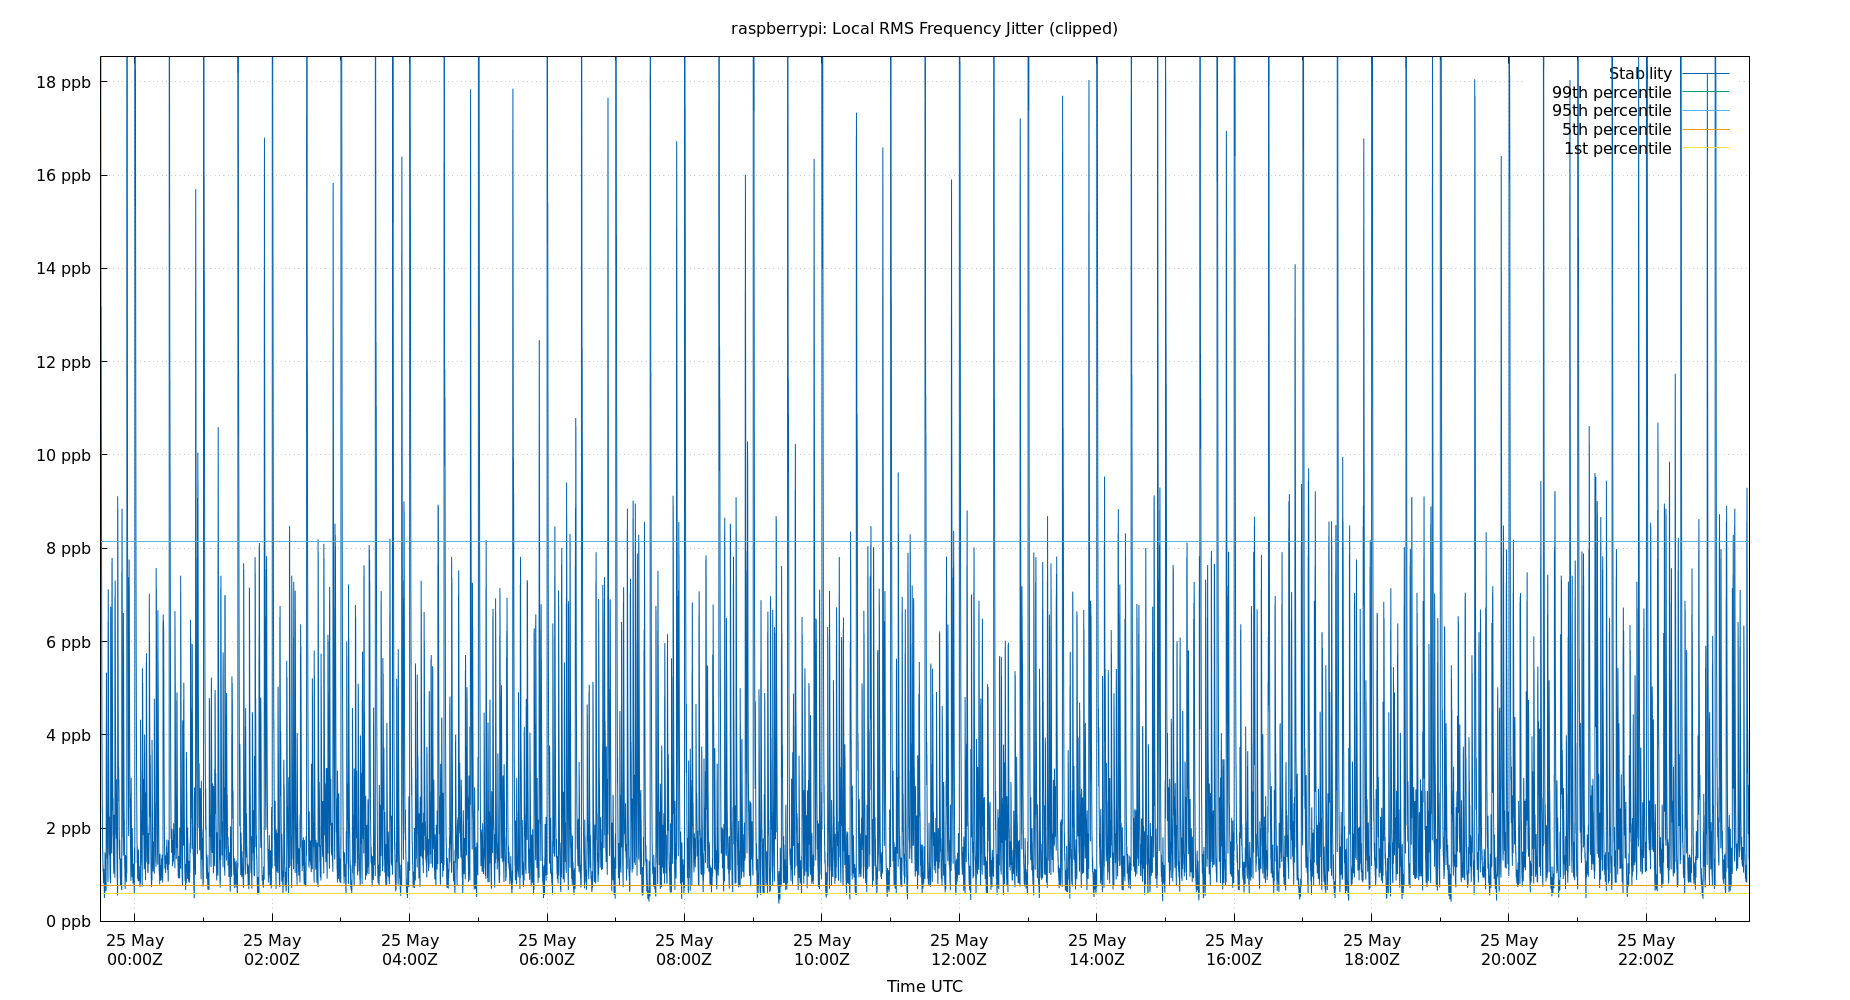 raspberrypi: Local RMS Frequency Jitter (clipped)
18 ppb
16 ppb
14 ppb
12 ppb
10 ppb
8 ppb
6 ppb
4 ppb
2 ppb
0 ppb
Stability
99th percentile
95th percentile
5th percentile
1st percentile
25 May 25 May 25 May 25 May 25 May 25 May 25 May 25 May 25 May 25 May 25 May 25 May
00:00Z 02:00Z 04:00Z 06:00Z 08:00Z 10:00Z 12:00Z 14:00Z 16:00Z 18:00Z 20:00Z 22:00Z
Time UTC